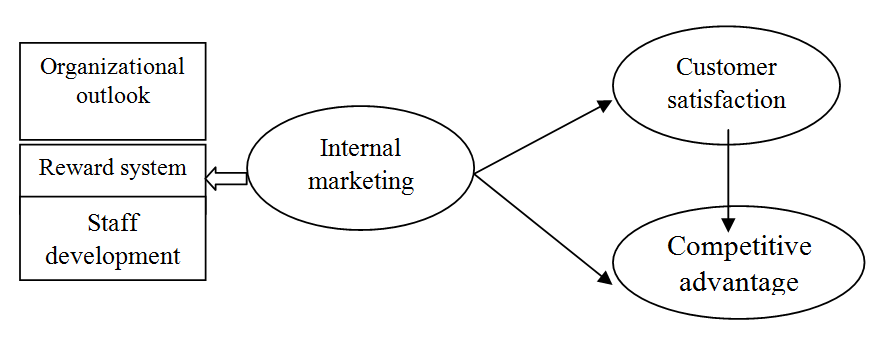 Organizational
outlook
Reward system
Staff
development
Internal
marketing
Customer
satisfaction
Competitive
advantage